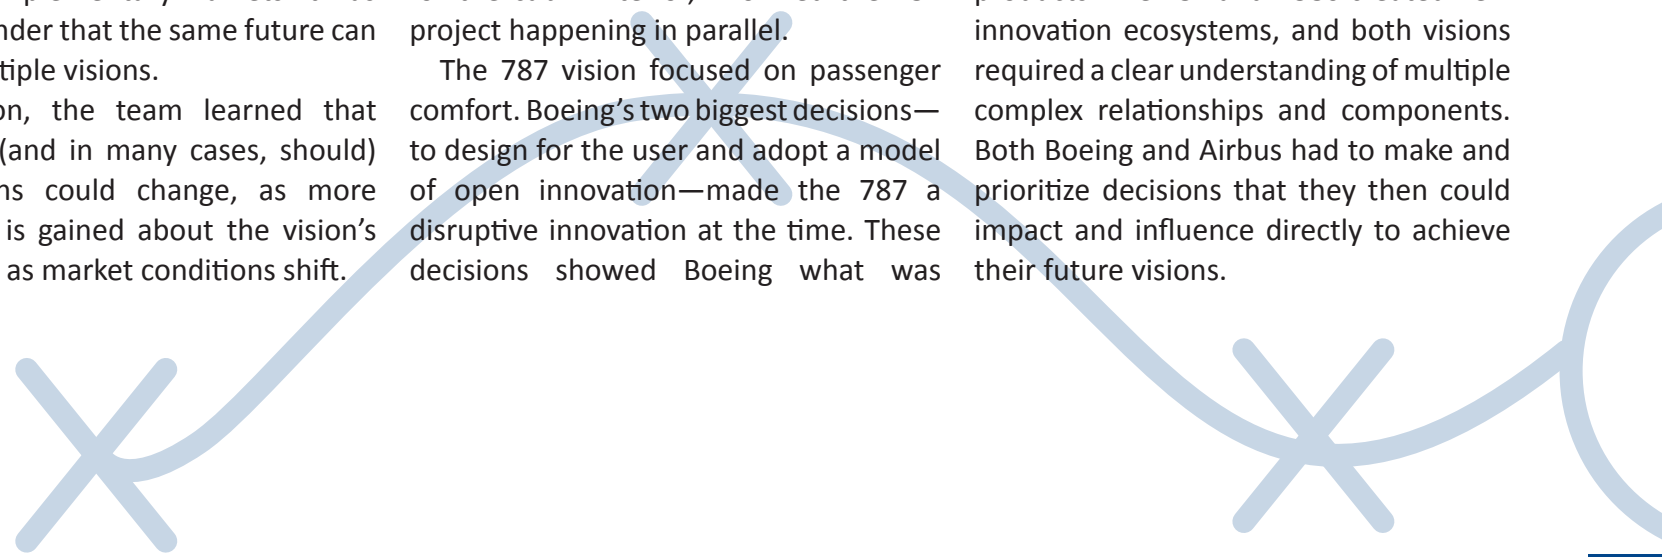 nder that the same future can
tiple visions.
on, the team learned that
(and in many cases, should)
ns could change, as more
is gained about the vision's
as market conditions shift.
project happening in parallel.
The 787 vision focused on passenger
comfort. Boeing's two biggest decisions—
to design for the user and adopt a model
of open innovation—made the 787 a
disruptive innovation at the time. These
decisions showed Boeing what was
innovation ecosystems, and both visions
required a clear understanding of multiple
complex relationships and components.
Both Boeing and Airbus had to make and
prioritize decisions that they then could
impact and influence directly to achieve
their future visions.